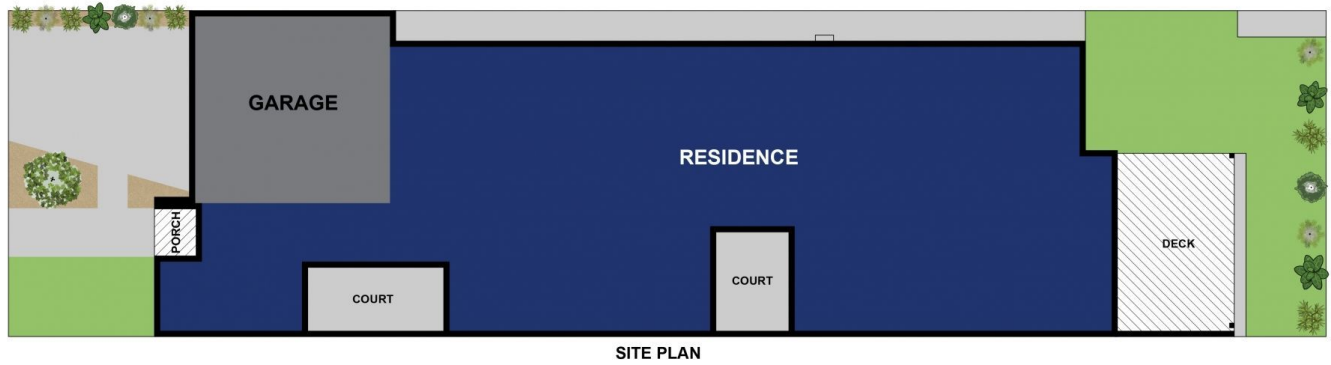 GARAGE
RESIDENCE
PORCH
DECK
COURT
COURT
SITE PLAN